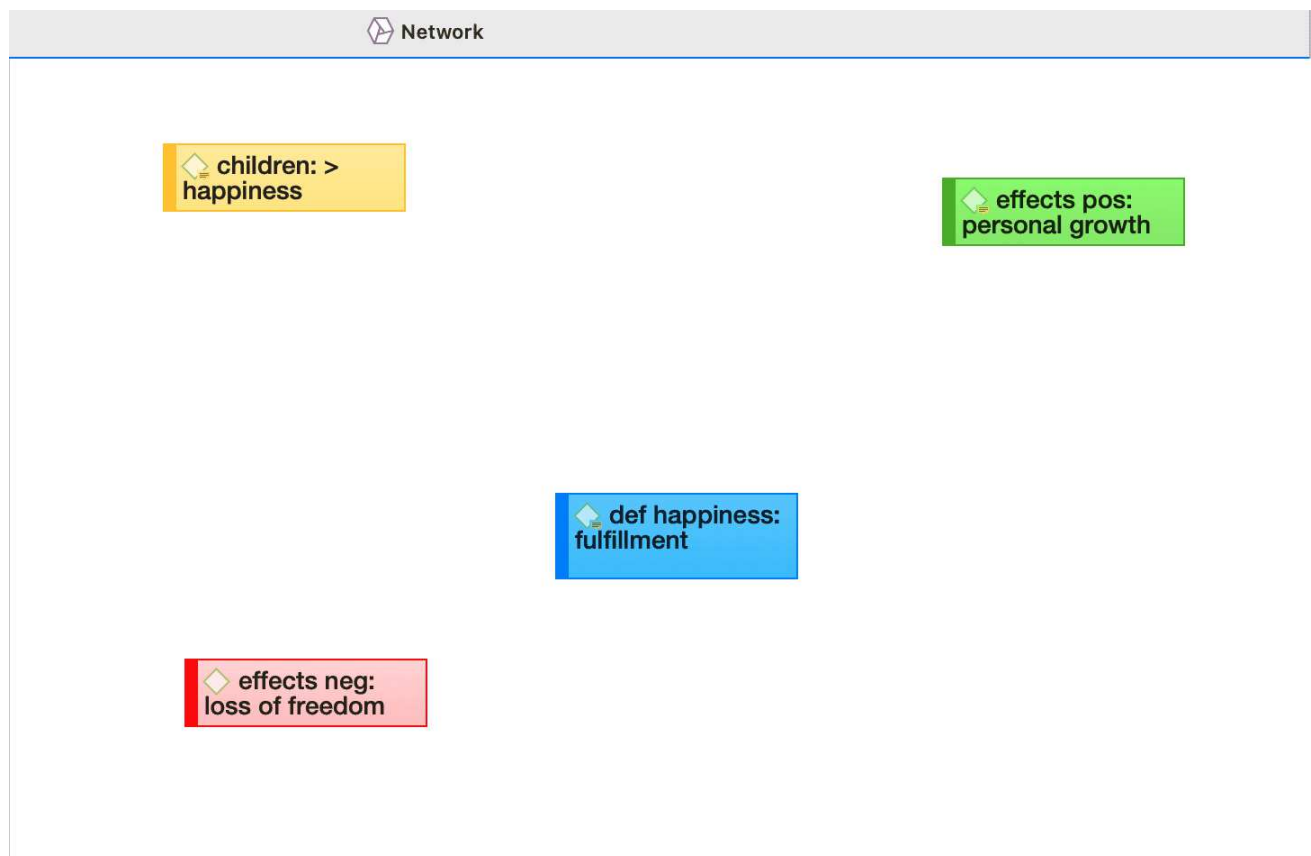 Network
children: >
happiness
effects pos:
personal growth
def happiness:
fulfillment
effects neg:
loss of freedom